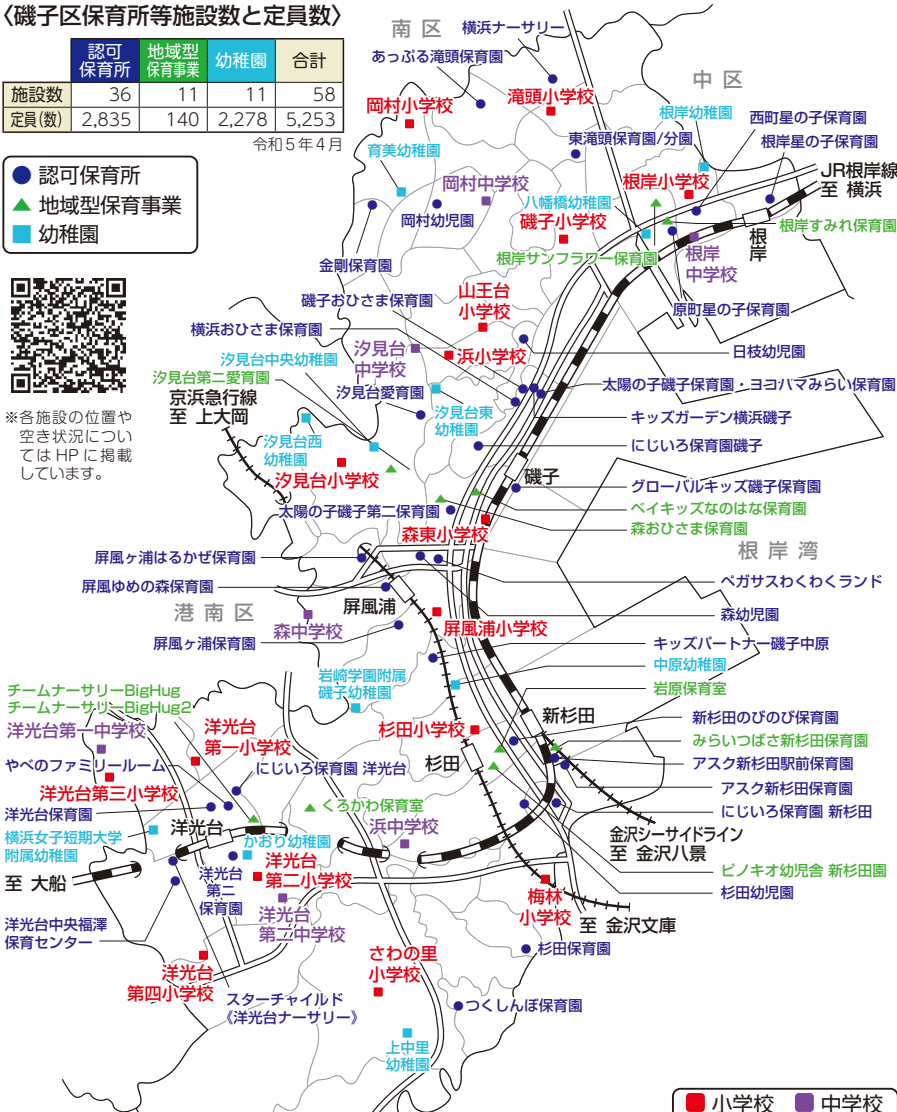 〈磯子区保育所等施設数と定員数〉
認可
保育所
地域型
保育事業
幼稚園
合計
施設数 36 11 11 58
定員(数) 2,835 140 2,278 5,253
令和5年4月
認可保育所
地域型保育事業
幼稚園
※各施設の位置や
空き状況につい
てはHPに掲載
しています。
南区
横浜ナーサリー
あっぷる滝頭保育園
中区
岡村小学校
滝頭小学校
根岸幼稚園
西町星の子保育園
東滝頭保育園/分園
根岸星の子保育園
育美幼稚園
岡村中学校
根岸小学校
JR根岸線
至 横浜
八幡橋幼稚園
岡村幼児園
磯子小学校
根岸すみれ保育園
根岸
根岸サンフラワー保育園
根岸
中学校
金剛保育園
山王台
小学校
磯子おひさま保育園
原町星の子保育園
横浜おひさま保育園
汐見台
中学校
浜小学校
日枝幼児園
汐見台中央幼稚園
汐見台第二愛育園
太陽の子磯子保育園・ヨコハマみらい保育園
京浜急行線
至 上大岡
汐見台愛育園
汐見台東
幼稚園
キッズガーデン横浜磯子
汐見台西
幼稚園
にじいろ保育園磯子
汐見台小学校
磯子
グローバルキッズ磯子保育園
太陽の子磯子第二保育園
ベイキッズなのはな保育園
森東小学校
森おひさま保育園
根岸湾
屏風ヶ浦はるかぜ保育園
屏風ゆめの森保育園
ペガサスわくわくランド
屏風浦
港南区
森幼児園
森中学校
屏風浦小学校
屏風ヶ浦保育園
キッズパートナー磯子中原
岩崎学園附属
磯子幼稚園
中原幼稚園
岩原保育室
チームナーサリーBigHug
チームナーサリーBigHug2
新杉田
新杉田のびのび保育園
洋光台第一中学校
洋光台
第一小学校
杉田小学校
みらいつばさ新杉田保育園
杉田
やべのファミリールーム
にじいろ保育園 洋光台
アスク新杉田駅前保育園
洋光台第三小学校
アスク新杉田保育園
洋光台保育園
くろかわ保育室
にじいろ保育園 新杉田
洋光台
浜中学校
横浜女子短期大学
附属幼稚園
かおり幼稚園
金沢シーサイドライン
至 金沢八景
至 大船
洋光台
第二
保育園
洋光台
第二小学校
ピノキオ幼児舎 新杉田園
杉田幼児園
梅林
小学校
洋光台中央福澤
保育センター
洋光台
第二中学校
至 金沢文庫
さわの里
小学校
杉田保育園
洋光台
第四小学校
スターチャイルド
《洋光台ナーサリー》
つくしんぼ保育園
上中里
幼稚園
小学校
中学校